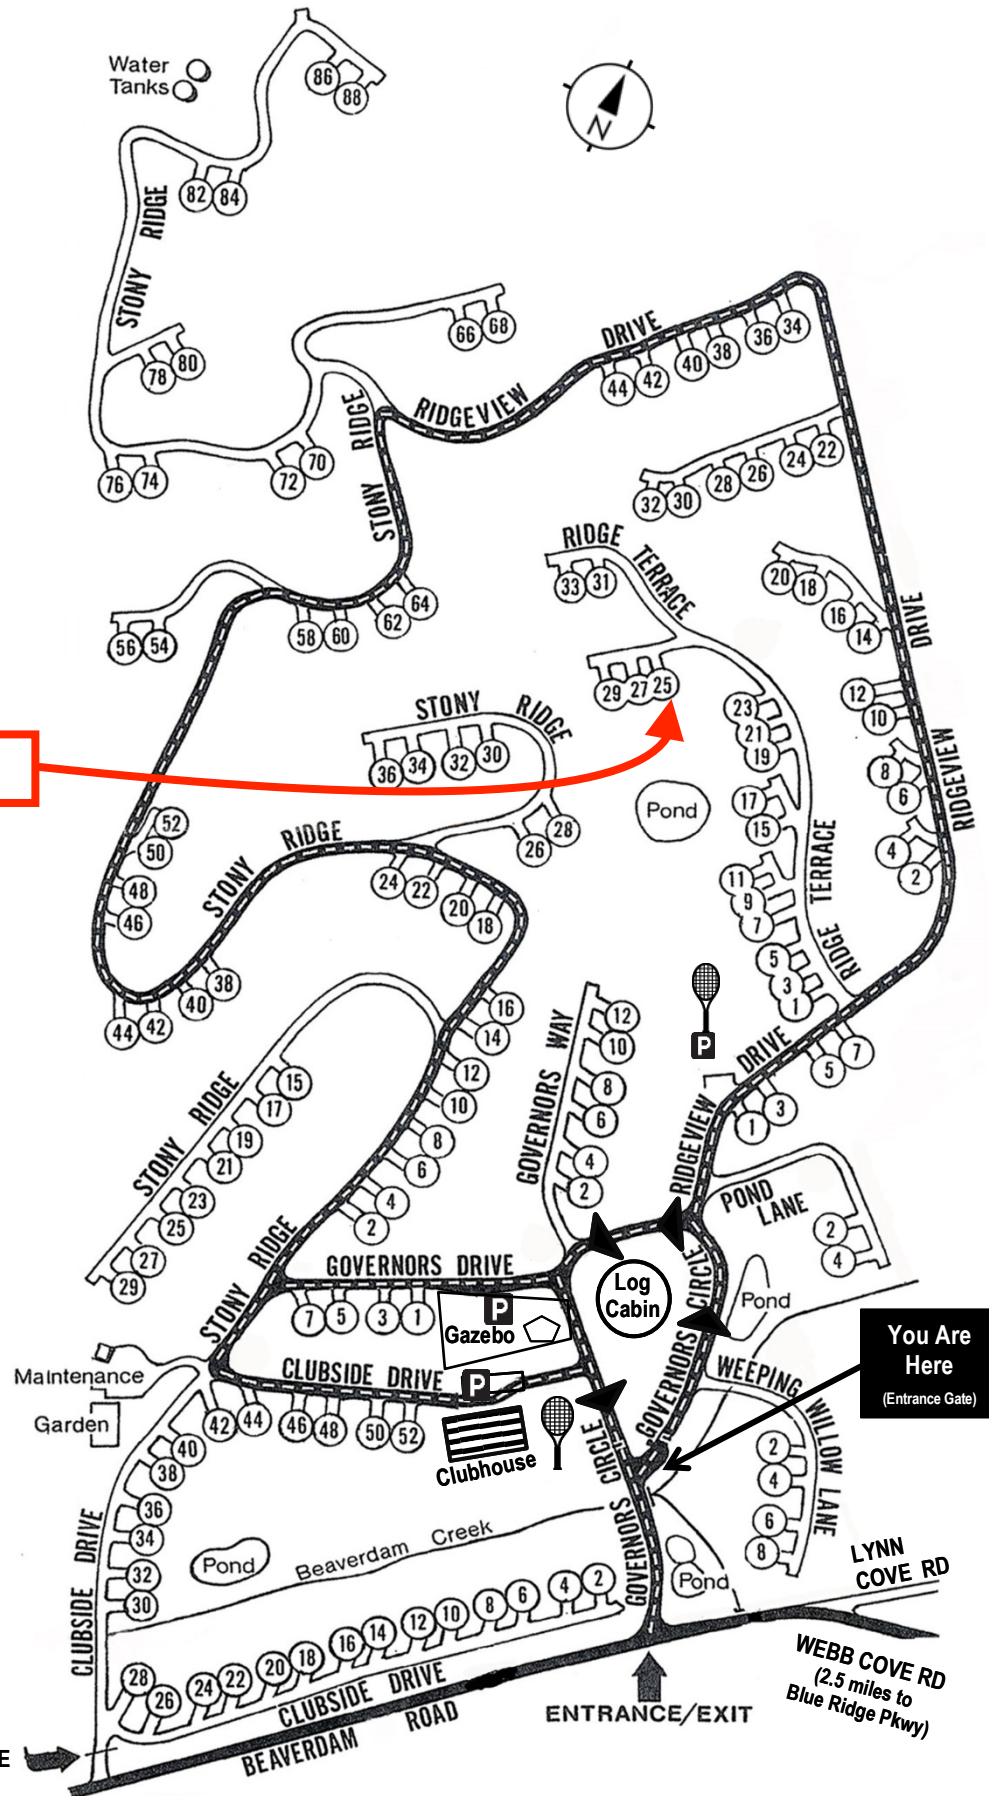 Water
Tanks
86
88
N
82
84
STONY RIDGE
66
68
78
80
DRIVE
44
42
40
38
36
34
RIDGEVIEW
STONY RIDGE
76
74
72
70
32
30
28
26
24
22
RIDGE TERRACE
33
31
20
18
16
14
DRIVE
56
54
58
60
62
64
29
27
25
12
10
23
21
19
STONY RIDGE
36
34
32
30
8
6
RIDGEVIEW
Pond
17
15
52
50
28
26
STONY RIDGE
4
2
48
46
24
22
20
18
11
9
7
TERRACE
RIDGE
5
3
1
44
42
40
38
16
14
12
10
GOVERNORS WAY
12
10
8
6
4
2
P
DRIVE
7
5
3
1
RIDGEVIEW
15
17
19
21
23
25
27
29
STONY RIDGE
12
10
8
6
4
2
POND
LANE
2
4
STONY RIDGE
GOVERNORS DRIVE
7
5
3
1
P
Gazebo
Log
Cabin
GOVERNORS CIRCLE
Pond
You Are
Here
(Entrance Gate)
Maintenance
Garden
CLUBSIDE DRIVE
P
42
44
46
48
50
52
Clubhouse
WEEPING WILLOW LANE
2
4
6
8
40
38
36
34
32
30
CLUBSIDE DRIVE
Pond
Beaverdam Creek
GOVERNORS CIRCLE
Pond
LYNN
COVE RD
28
26
24
22
20
18
16
14
12
10
8
6
4
2
CLUBSIDE DRIVE
BEAVERDAM ROAD
ENTRANCE/EXIT
WEBB COVE RD
(2.5 miles to
Blue Ridge Pkwy)
E